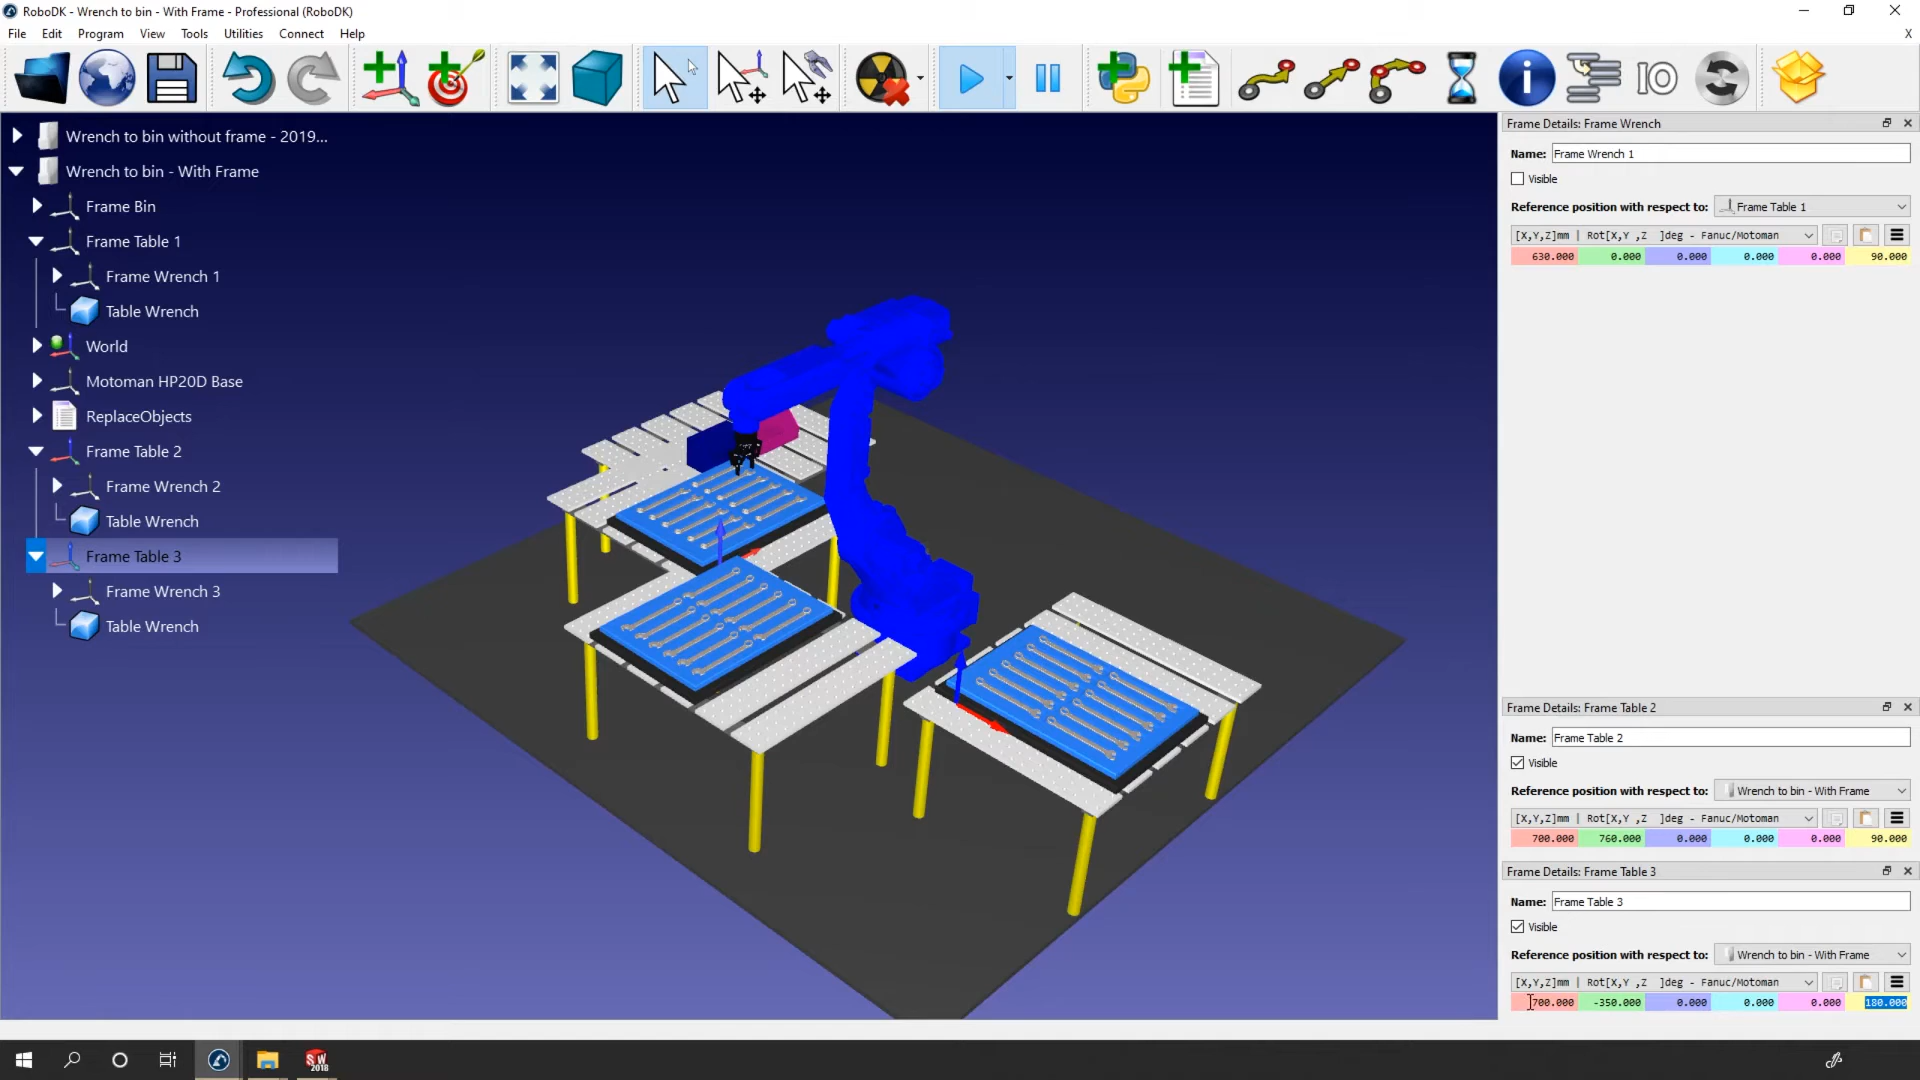 RoboDK - Wrench to bin - With Frame - Professional (RoboDK)
File Edit Program View Tools Utilities Connect Help X
IO
Wrench to bin without frame - 2019...
Wrench to bin - With Frame
Frame Bin
Frame Table 1
Frame Wrench 1
Table Wrench
World
Motoman HP20D Base
ReplaceObjects
Frame Table 2
Frame Wrench 2
Table Wrench
Frame Table 3
Frame Wrench 3
Table Wrench
Frame Details: Frame Wrench
Name: Frame Wrench 1
Visible
Reference position with respect to: Frame Table 1
[X,Y,Z]mm | Rot[X,Y ,Z ]deg - Fanuc/Motoman
630.000 0.000 0.000 0.000 0.000 90.000
Frame Details: Frame Table 2
Name: Frame Table 2
Visible
Reference position with respect to: Wrench to bin - With Frame
[X,Y,Z]mm | Rot[X,Y ,Z ]deg - Fanuc/Motoman
700.000 760.000 0.000 0.000 0.000 90.000
Frame Details: Frame Table 3
Name: Frame Table 3
Visible
Reference position with respect to: Wrench to bin - With Frame
[X,Y,Z]mm | Rot[X,Y ,Z ]deg - Fanuc/Motoman
700.000 -350.000 0.000 0.000 0.000 180.000
SW
2018